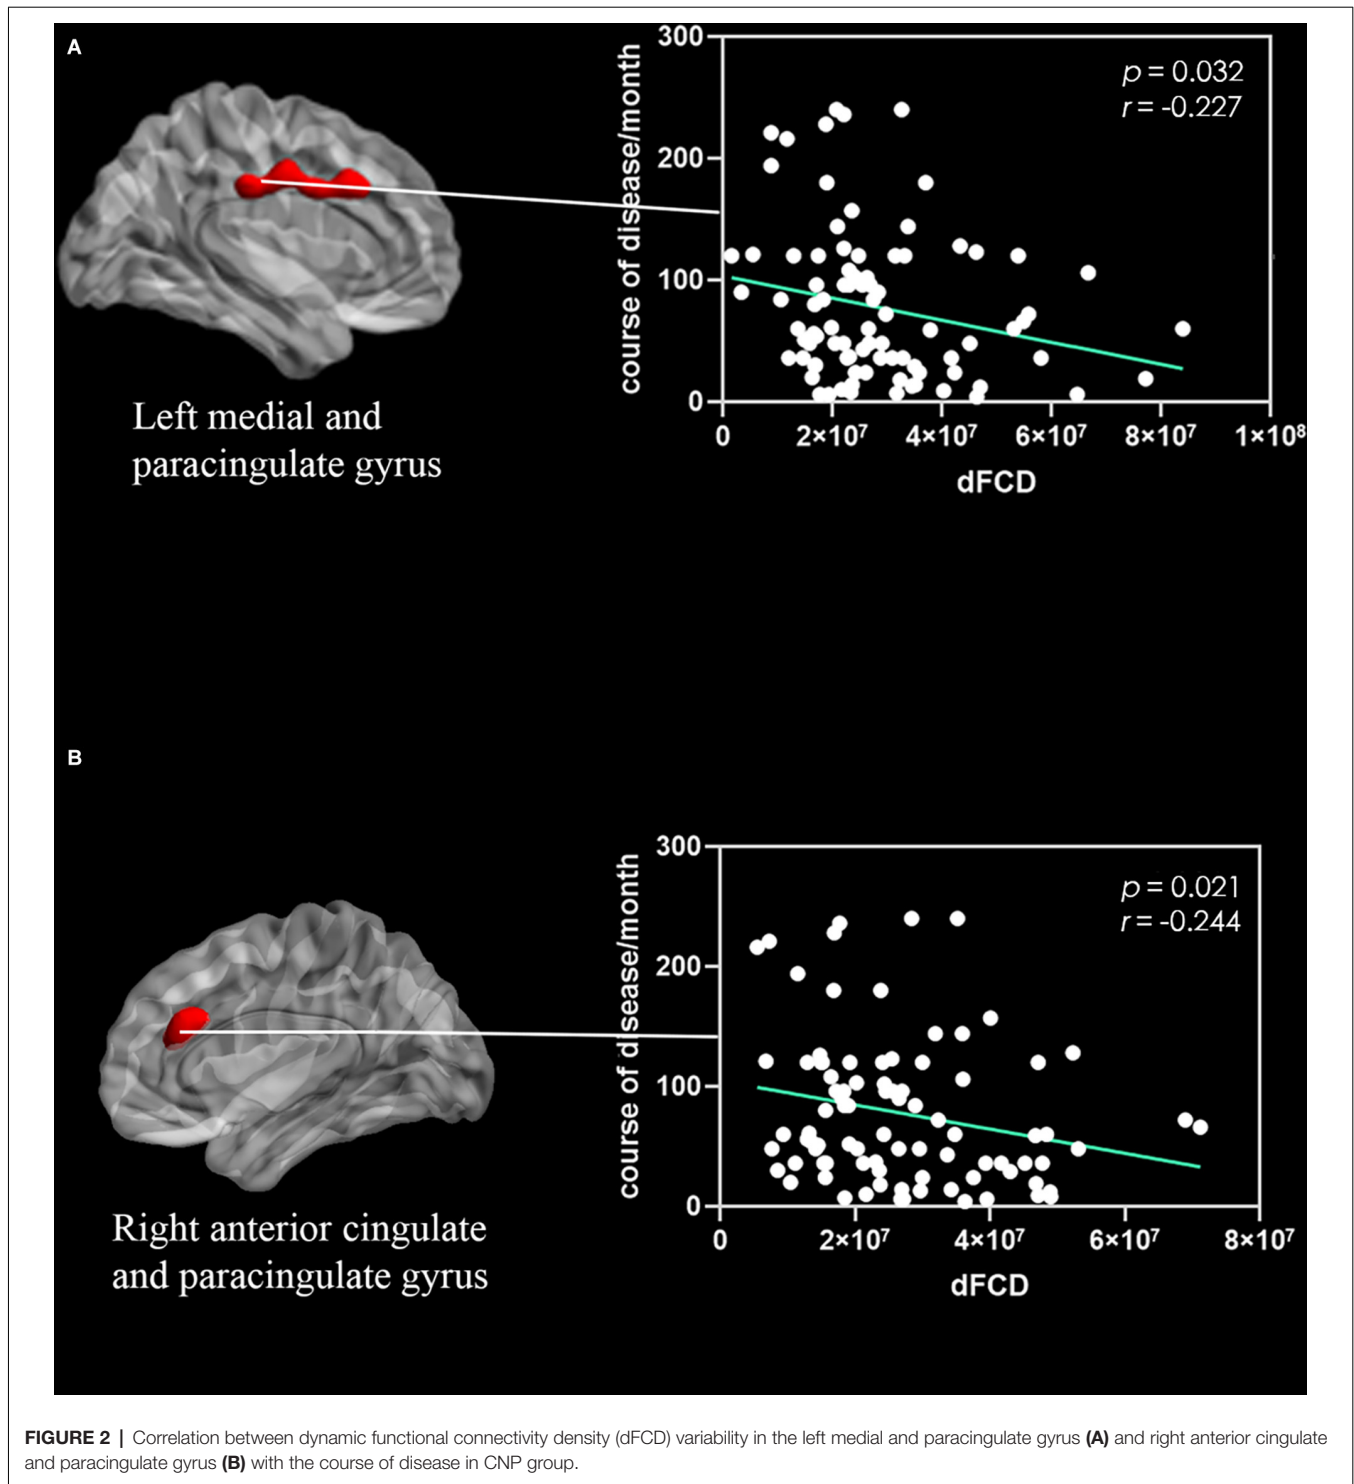 A
300
200
100
0
course of disease/month
p = 0.032
r = -0.227
0 2×10⁷ 4×10⁷ 6×10⁷ 8×10⁷ 1×10⁸
dFCD
Left medial and
paracingulate gyrus
B
300
200
100
0
course of disease/month
p = 0.021
r = -0.244
0 2×10⁷ 4×10⁷ 6×10⁷ 8×10⁷
dFCD
Right anterior cingulate
and paracingulate gyrus
FIGURE 2 | Correlation between dynamic functional connectivity density (dFCD) variability in the left medial and paracingulate gyrus (A) and right anterior cingulate
and paracingulate gyrus (B) with the course of disease in CNP group.